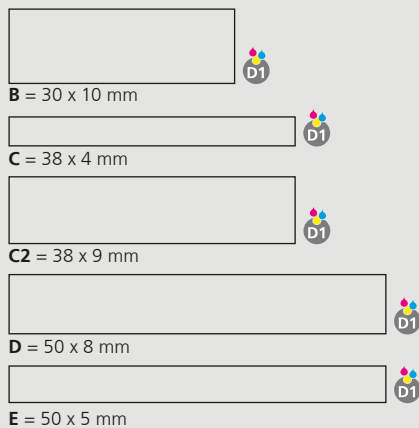 D1
B = 30 x 10 mm
D1
C = 38 x 4 mm
D1
C2 = 38 x 9 mm
D1
D = 50 x 8 mm
D1
E = 50 x 5 mm